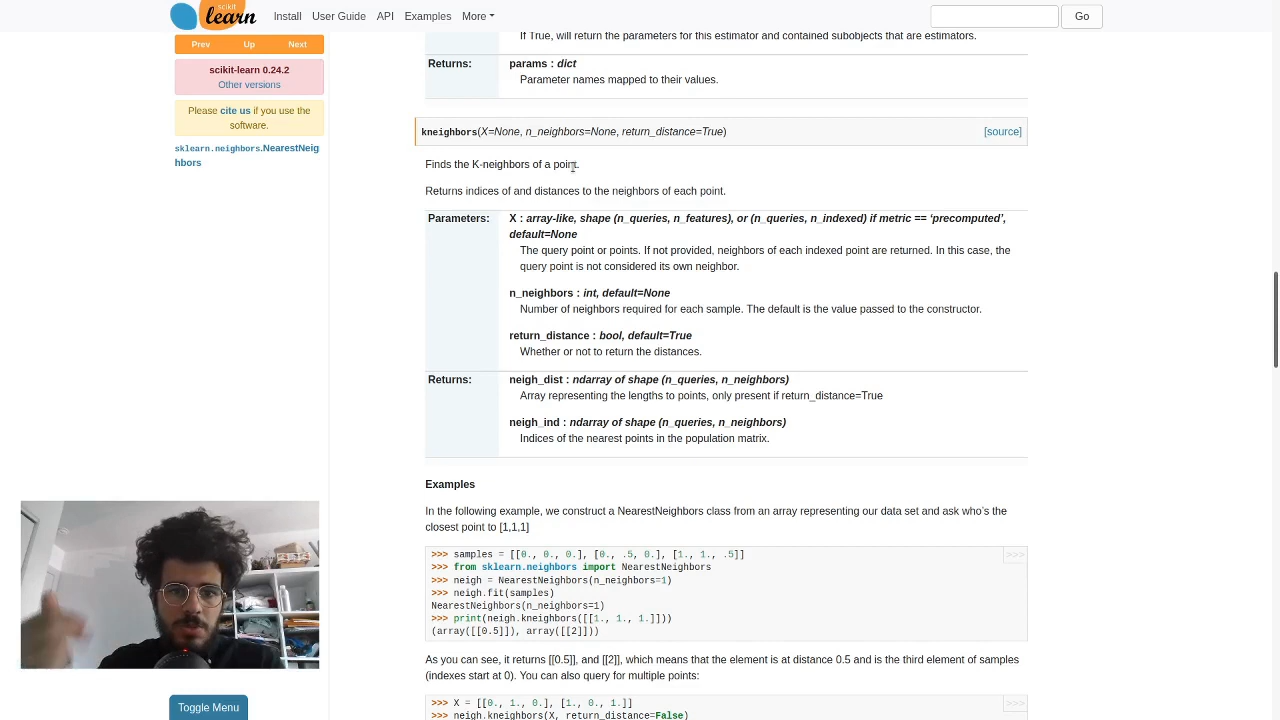 scikit
learn
Install
User Guide
API
Examples
More
Go
Prev
Up
Next
scikit-learn 0.24.2
Other versions
Please cite us if you use the
software.
sklearn.neighbors.NearestNeig
hbors
If True, will return the parameters for this estimator and contained subobjects that are estimators.
Returns:
params : dict
Parameter names mapped to their values.
kneighbors(X=None, n_neighbors=None, return_distance=True)
[source]
Finds the K-neighbors of a point.
Returns indices of and distances to the neighbors of each point.
Parameters:
X : array-like, shape (n_queries, n_features), or (n_queries, n_indexed) if metric == ‘precomputed’,
default=None
The query point or points. If not provided, neighbors of each indexed point are returned. In this case, the
query point is not considered its own neighbor.
n_neighbors : int, default=None
Number of neighbors required for each sample. The default is the value passed to the constructor.
return_distance : bool, default=True
Whether or not to return the distances.
Returns:
neigh_dist : ndarray of shape (n_queries, n_neighbors)
Array representing the lengths to points, only present if return_distance=True
neigh_ind : ndarray of shape (n_queries, n_neighbors)
Indices of the nearest points in the population matrix.
Examples
In the following example, we construct a NearestNeighbors class from an array representing our data set and ask who’s the
closest point to [1,1,1]
>>> samples = [[0., 0., 0.], [0., .5, 0.], [1., 1., .5]]
>>>
>>> from sklearn.neighbors import NearestNeighbors
>>> neigh = NearestNeighbors(n_neighbors=1)
>>> neigh.fit(samples)
NearestNeighbors(n_neighbors=1)
>>> print(neigh.kneighbors([[1., 1., 1.]]))
(array([[0.5]]), array([[2]]))
As you can see, it returns [[0.5]], and [[2]], which means that the element is at distance 0.5 and is the third element of samples
(indexes start at 0). You can also query for multiple points:
>>> X = [[0., 1., 0.], [1., 0., 1.]]
>>>
>>> neigh.kneighbors(X, return_distance=False)
Toggle Menu